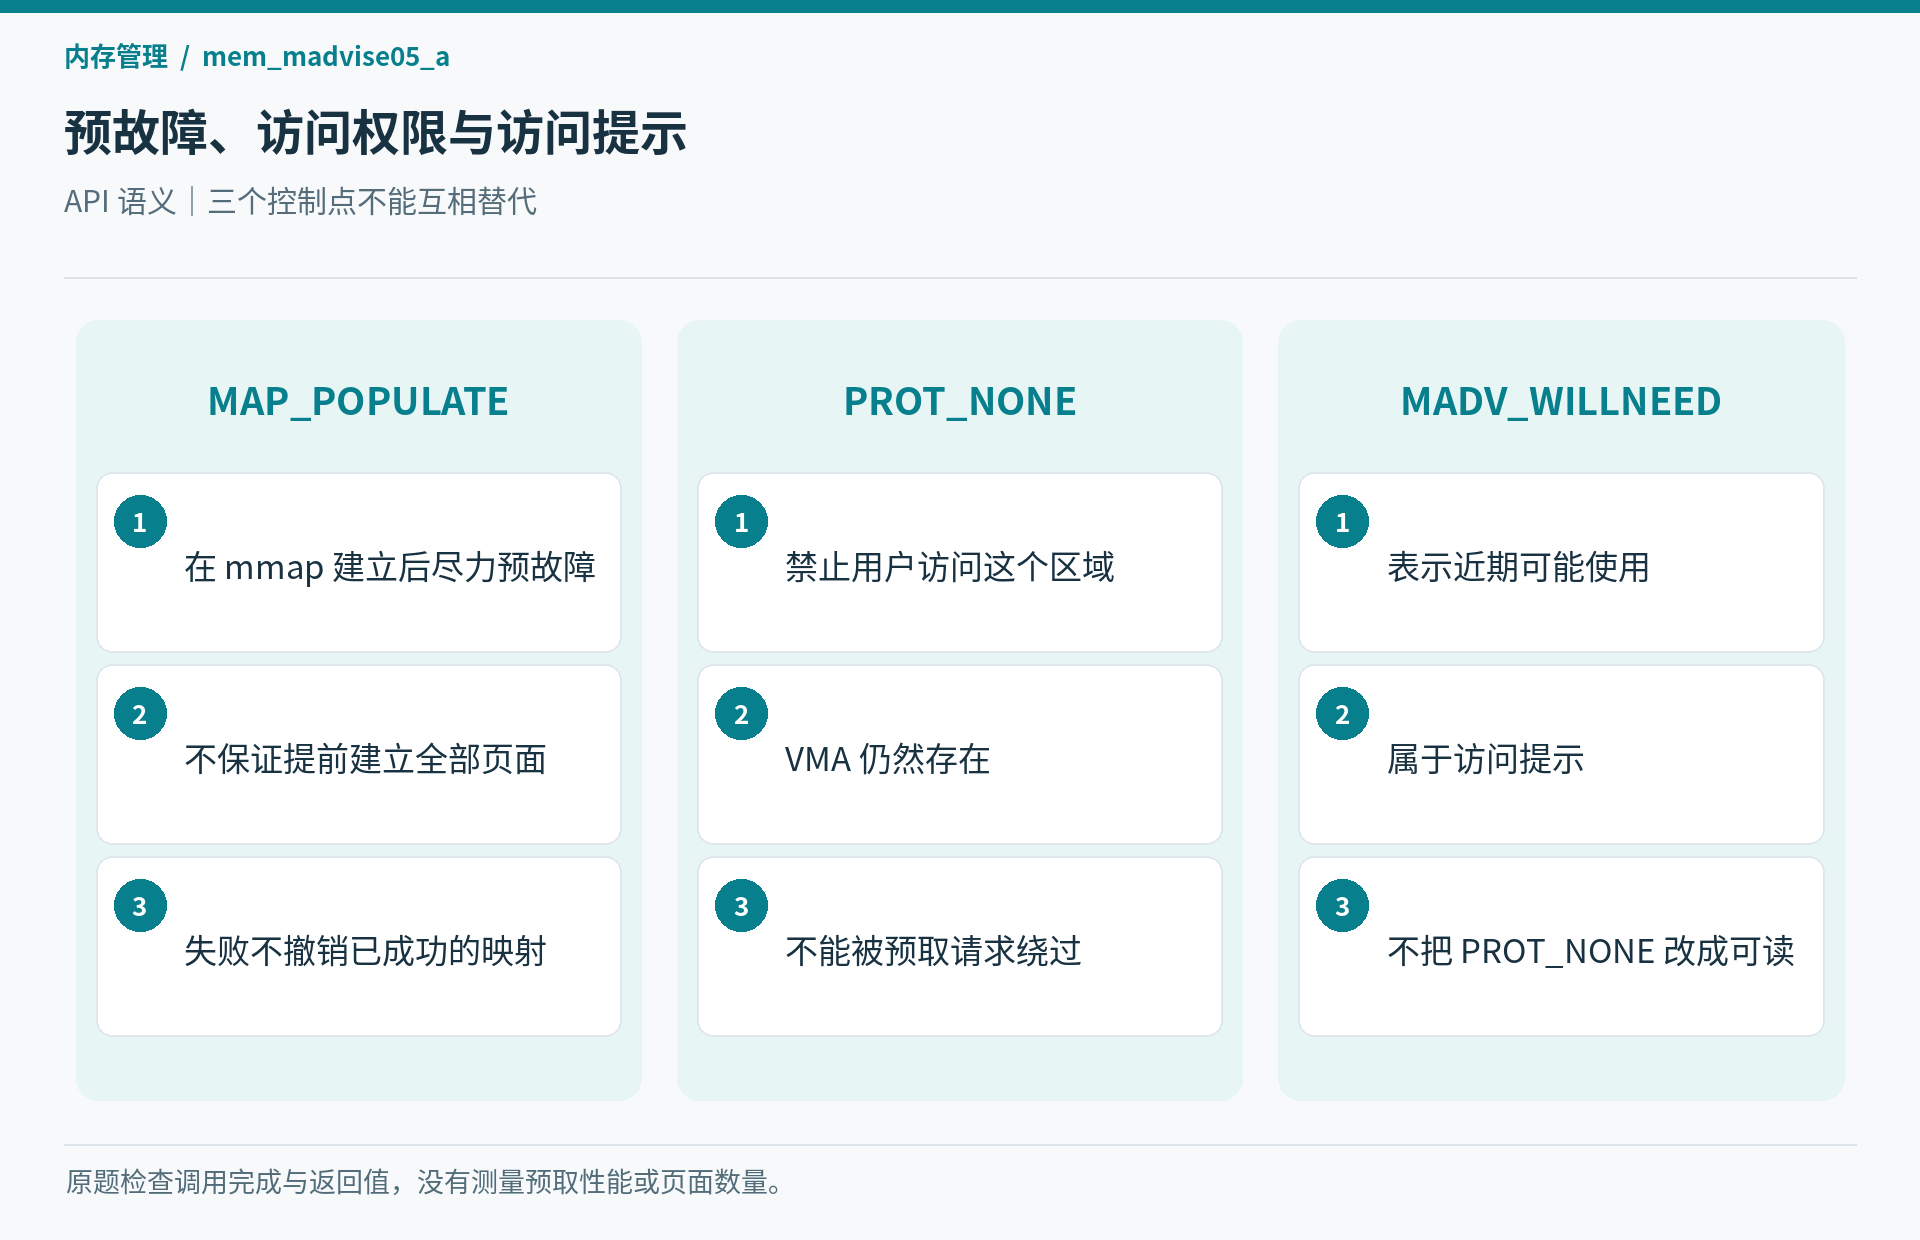 内存管理 / mem_madvise05_a
预故障、访问权限与访问提示
API 语义｜三个控制点不能互相替代
MAP_POPULATE
1
在 mmap 建立后尽力预故障
2
不保证提前建立全部页面
3
失败不撤销已成功的映射
PROT_NONE
1
禁止用户访问这个区域
2
VMA 仍然存在
3
不能被预取请求绕过
MADV_WILLNEED
1
表示近期可能使用
2
属于访问提示
3
不把 PROT_NONE 改成可读
原题检查调用完成与返回值，没有测量预取性能或页面数量。